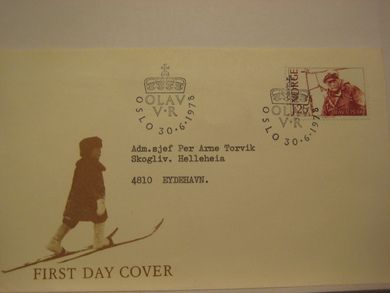 OLAV
V·R
OSLO 30·6·1978
NORGE
125
OLAV
V·R
OSLO 30·6·1978
Adm.sjef Per Arne Torvik
Skogliv. Helleheia
4810 EYDEHAVN.
FIRST DAY COVER